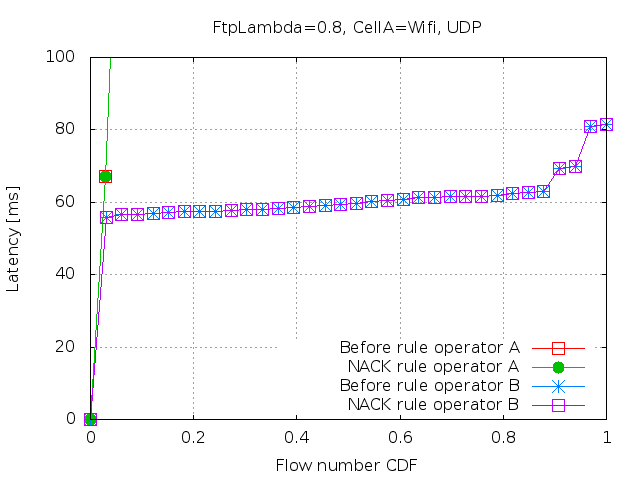 FtpLambda=0.8, CellA=Wifi, UDP
100
80
60
40
20
0
Latency [ms]
Before rule operator A
NACK rule operator A
Before rule operator B
NACK rule operator B
0 0.2 0.4 0.6 0.8 1
Flow number CDF